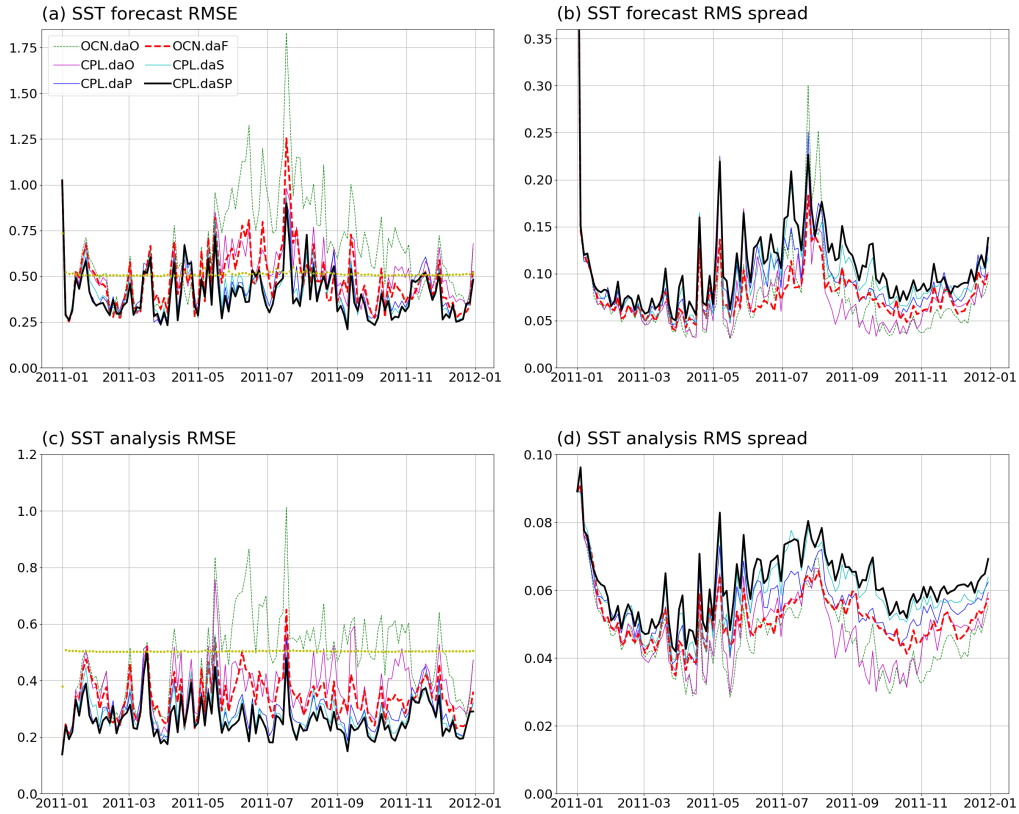 (a) SST forecast RMSE
1.75
1.50
1.25
1.00
0.75
0.50
0.25
0.00
OCN.daO OCN.daF
CPL.daO CPL.daS
CPL.daP CPL.daSP
2011-01 2011-03 2011-05 2011-07 2011-09 2011-11 2012-01
(b) SST forecast RMS spread
0.35
0.30
0.25
0.20
0.15
0.10
0.05
0.00
2011-01 2011-03 2011-05 2011-07 2011-09 2011-11 2012-01
(c) SST analysis RMSE
1.2
1.0
0.8
0.6
0.4
0.2
0.0
2011-01 2011-03 2011-05 2011-07 2011-09 2011-11 2012-01
(d) SST analysis RMS spread
0.10
0.08
0.06
0.04
0.02
0.00
2011-01 2011-03 2011-05 2011-07 2011-09 2011-11 2012-01